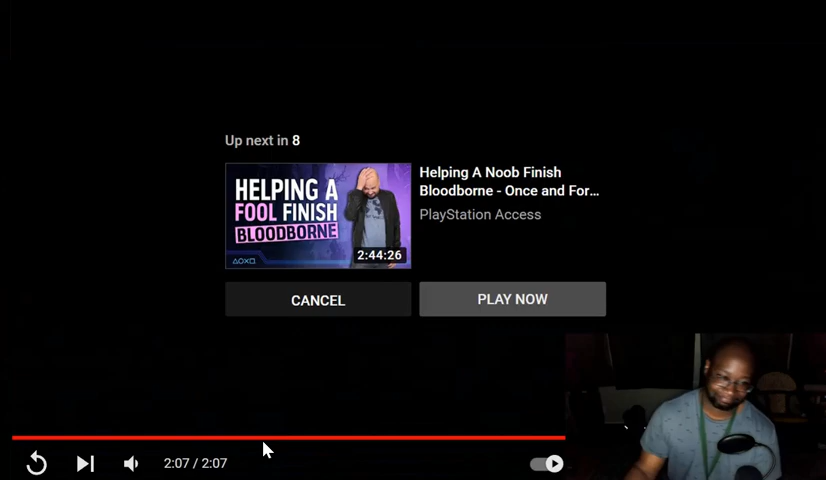 Up next in 8
HELPING A
FOOL FINISH
BLOODBORNE
2:44:26
Helping A Noob Finish
Bloodborne - Once and For...
PlayStation Access
CANCEL
PLAY NOW
2:07 / 2:07